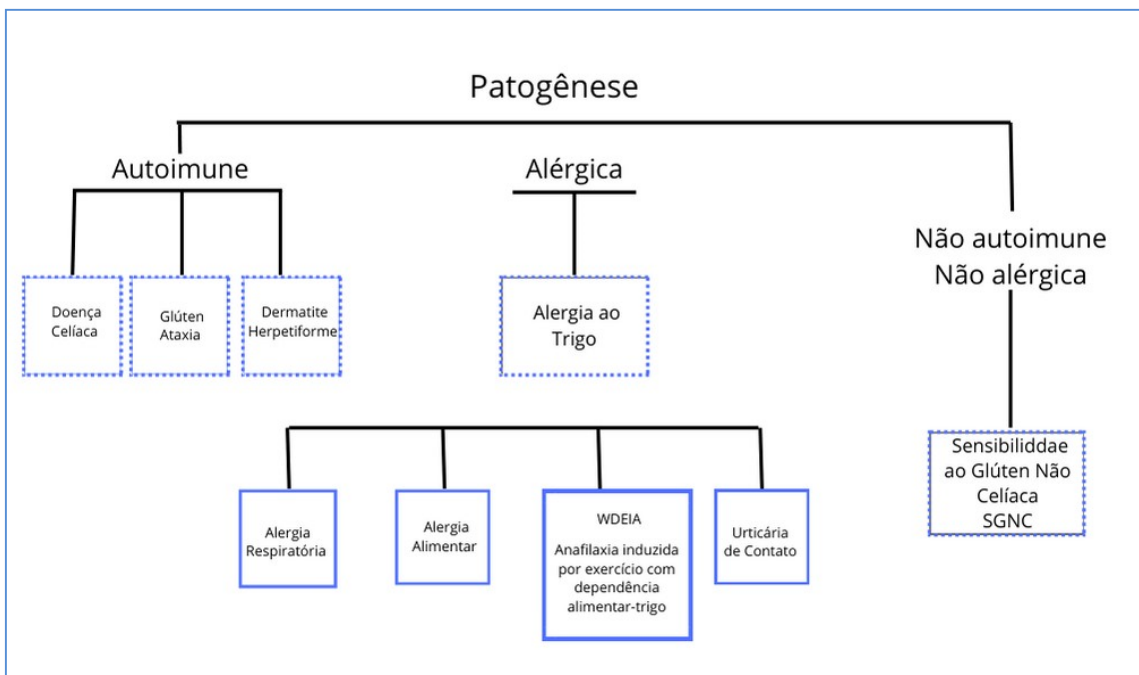 Patogênese
Autoimune
Alérgica
Não autoimune
Não alérgica
Doença
Celíaca
Glúten
Ataxia
Dermatite
Herpetiforme
Alergia ao
Trigo
Sensibiliddae
ao Glúten Não
Celíaca
SGNC
Alergia
Respiratória
Alergia
Alimentar
WDEIA
Anafilaxia induzida
por exercício com
dependência
alimentar-trigo
Urticária
de Contato